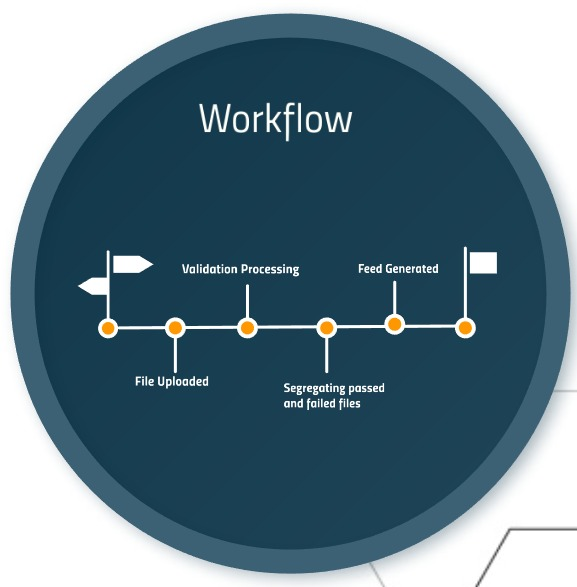 Workflow
Validation Processing
Feed Generated
File Uploaded
Segregating passed
and failed files